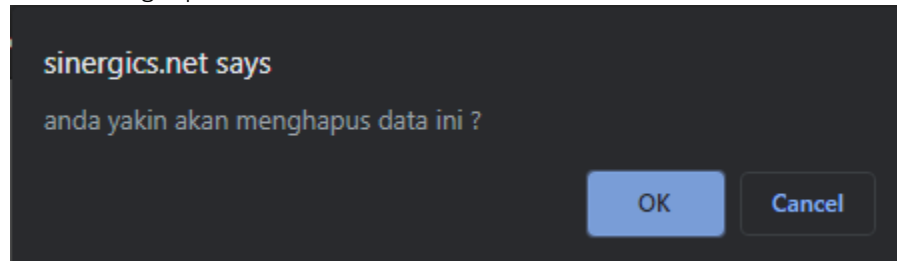 sinergics.net says
anda yakin akan menghapus data ini ?
OK Cancel